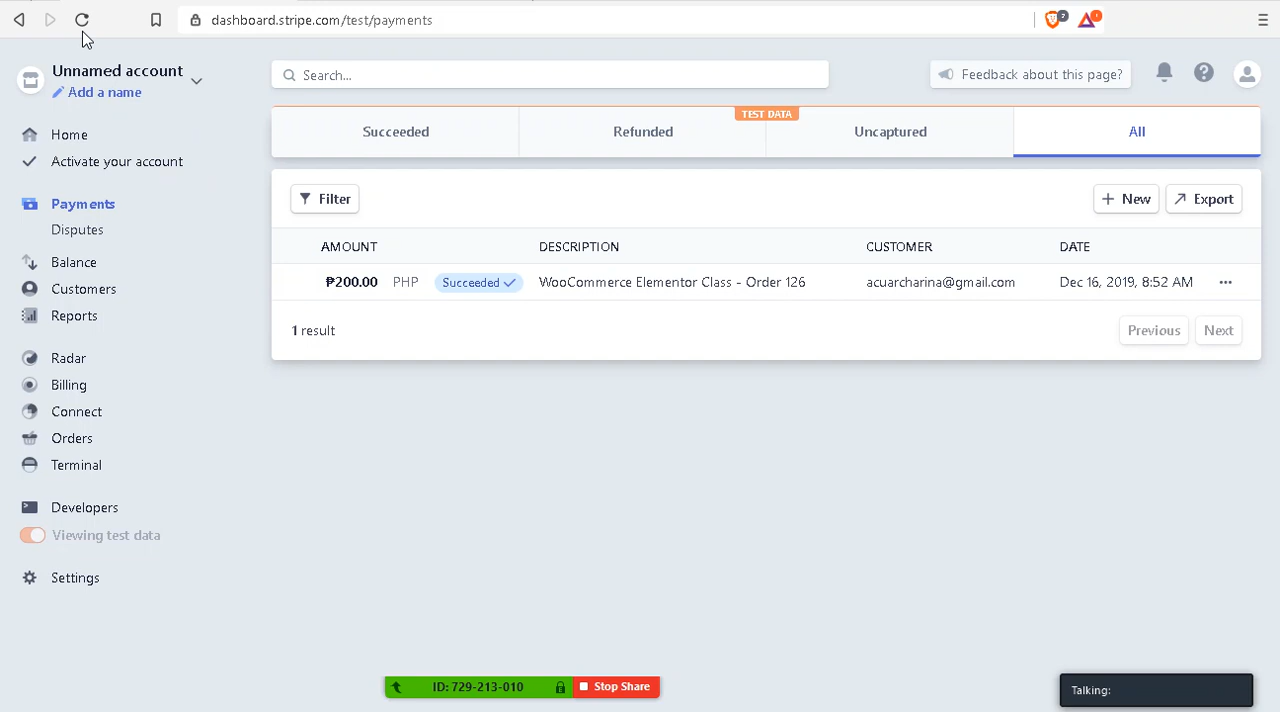 dashboard.stripe.com/test/payments
2
1
Unnamed account
Add a name
Search...
Feedback about this page?
Home
Activate your account
Payments
Disputes
Balance
Customers
Reports
Radar
Billing
Connect
Orders
Terminal
Developers
Viewing test data
Settings
TEST DATA
Succeeded Refunded Uncaptured All
Filter
+ New Export
AMOUNT DESCRIPTION CUSTOMER DATE
₱200.00 PHP Succeeded WooCommerce Elementor Class - Order 126 acuarcharina@gmail.com Dec 16, 2019, 8:52 AM
1 result
Previous Next
ID: 729-213-010 Stop Share
Talking: